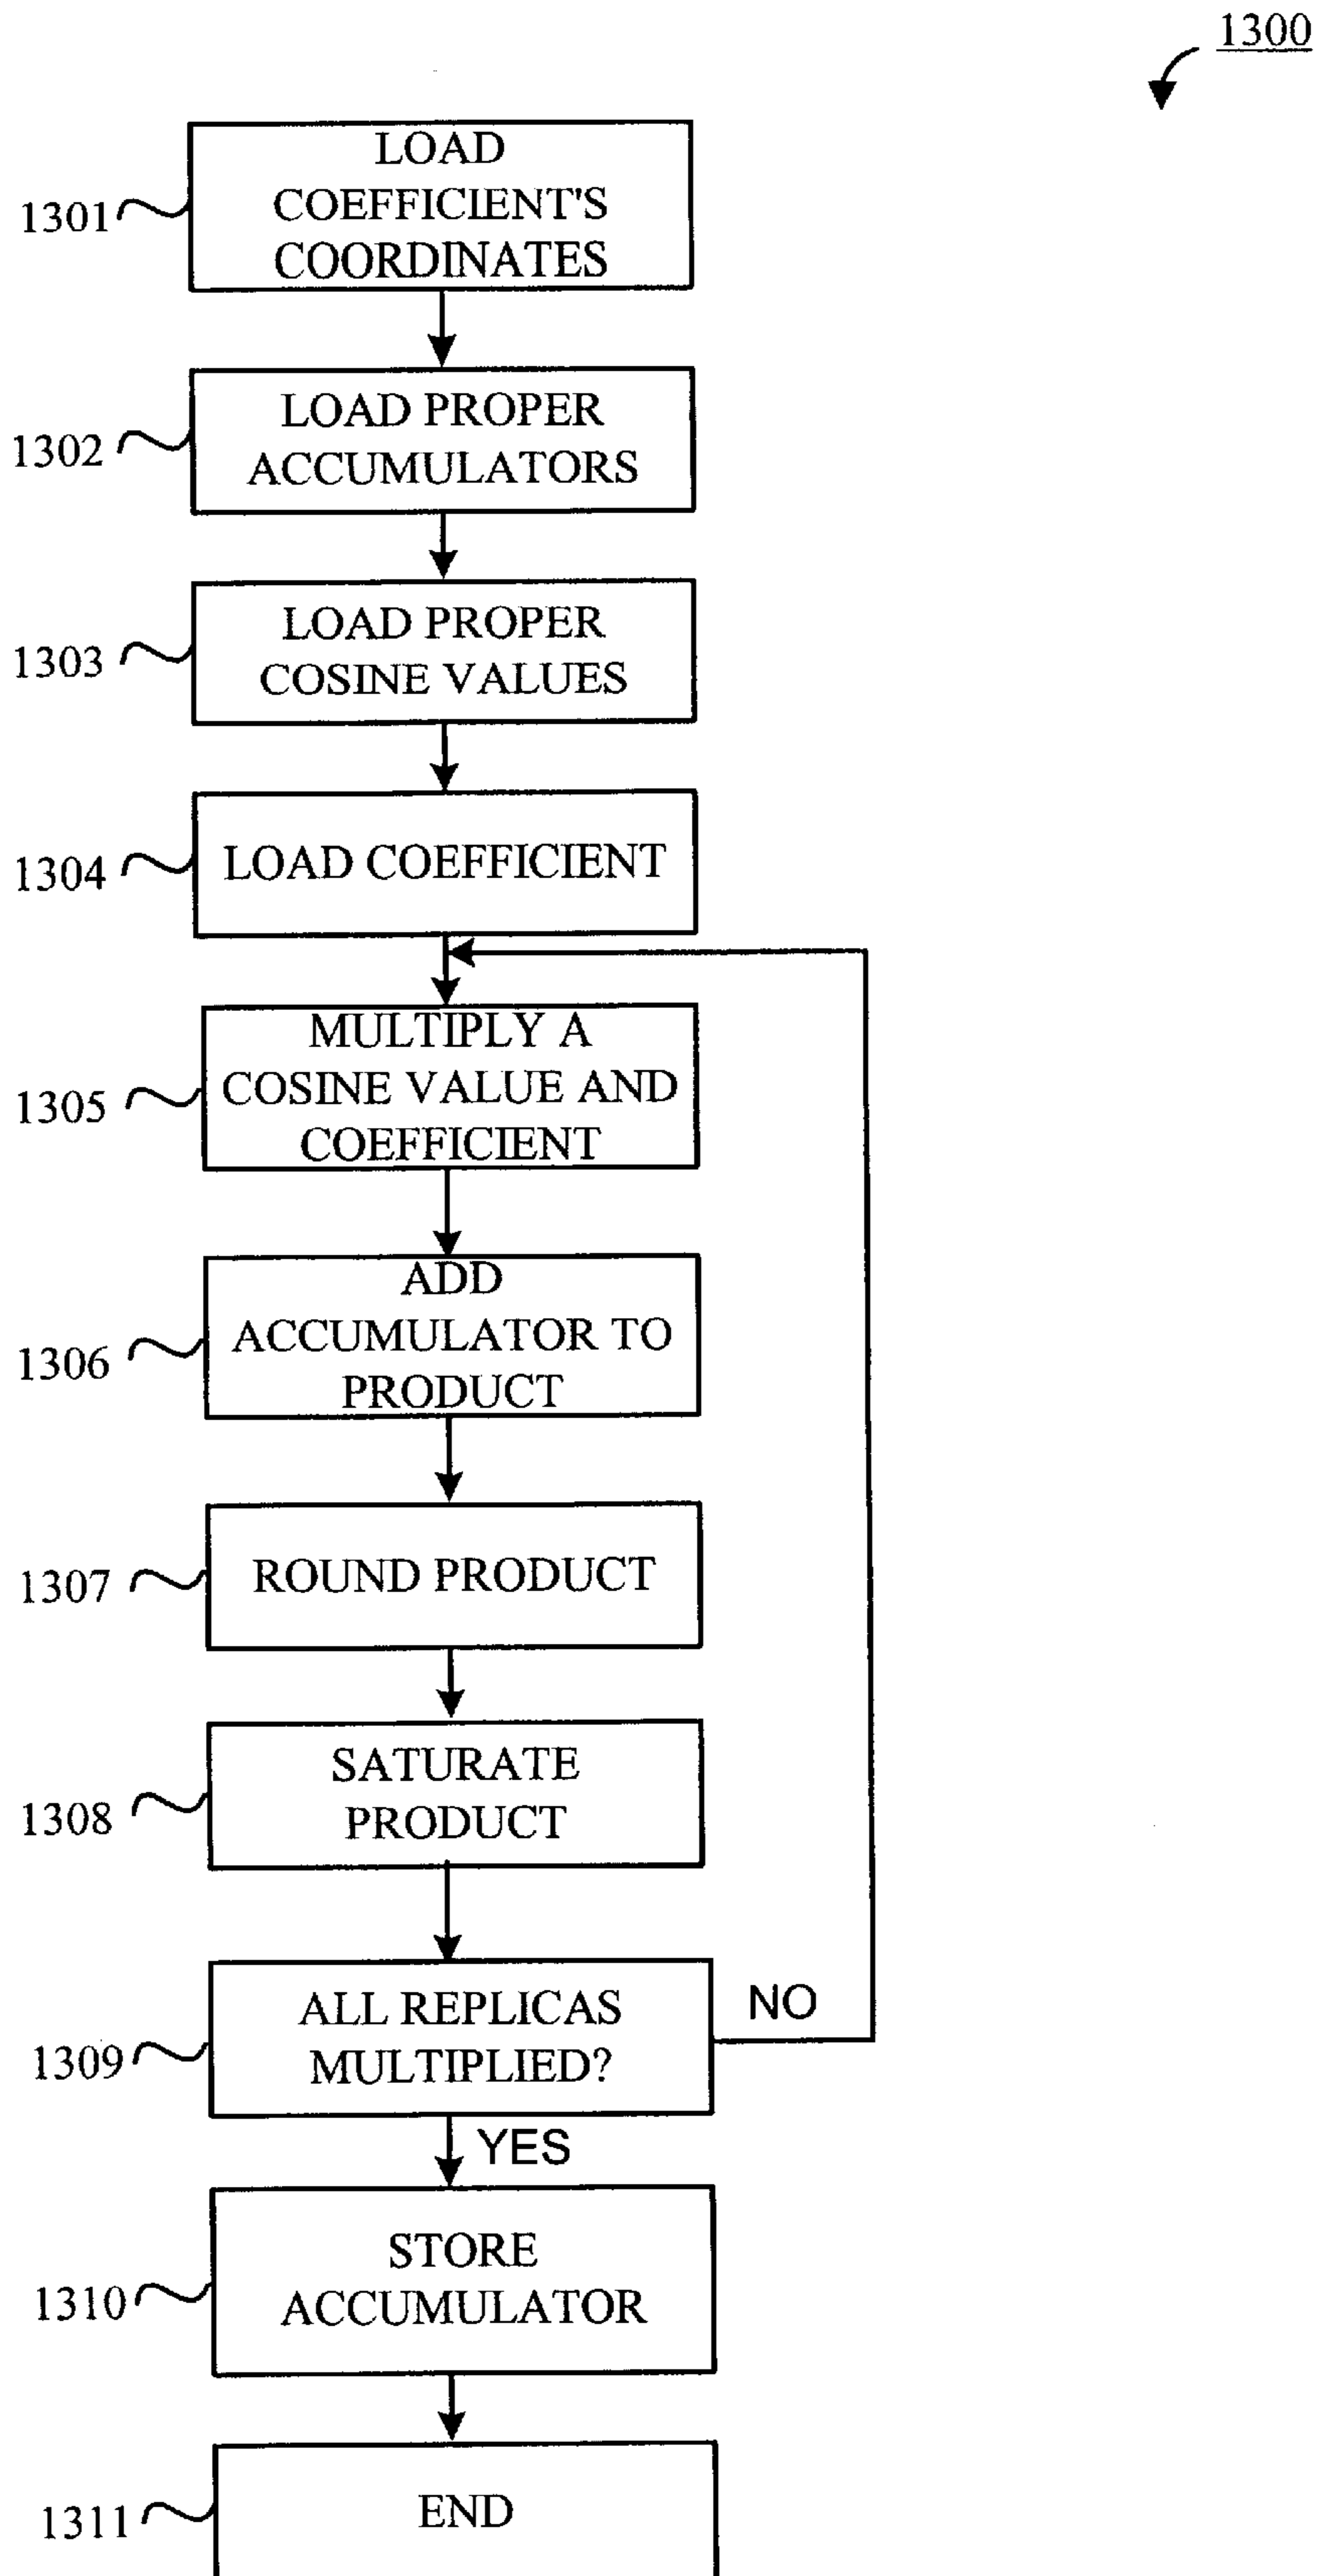 1300
LOAD
COEFFICIENT'S
COORDINATES
1301
LOAD PROPER
ACCUMULATORS
1302
LOAD PROPER
COSINE VALUES
1303
LOAD COEFFICIENT
1304
MULTIPLY A
COSINE VALUE AND
COEFFICIENT
1305
ADD
ACCUMULATOR TO
PRODUCT
1306
ROUND PRODUCT
1307
SATURATE
PRODUCT
1308
ALL REPLICAS
MULTIPLIED?
1309
NO
YES
STORE
ACCUMULATOR
1310
END
1311